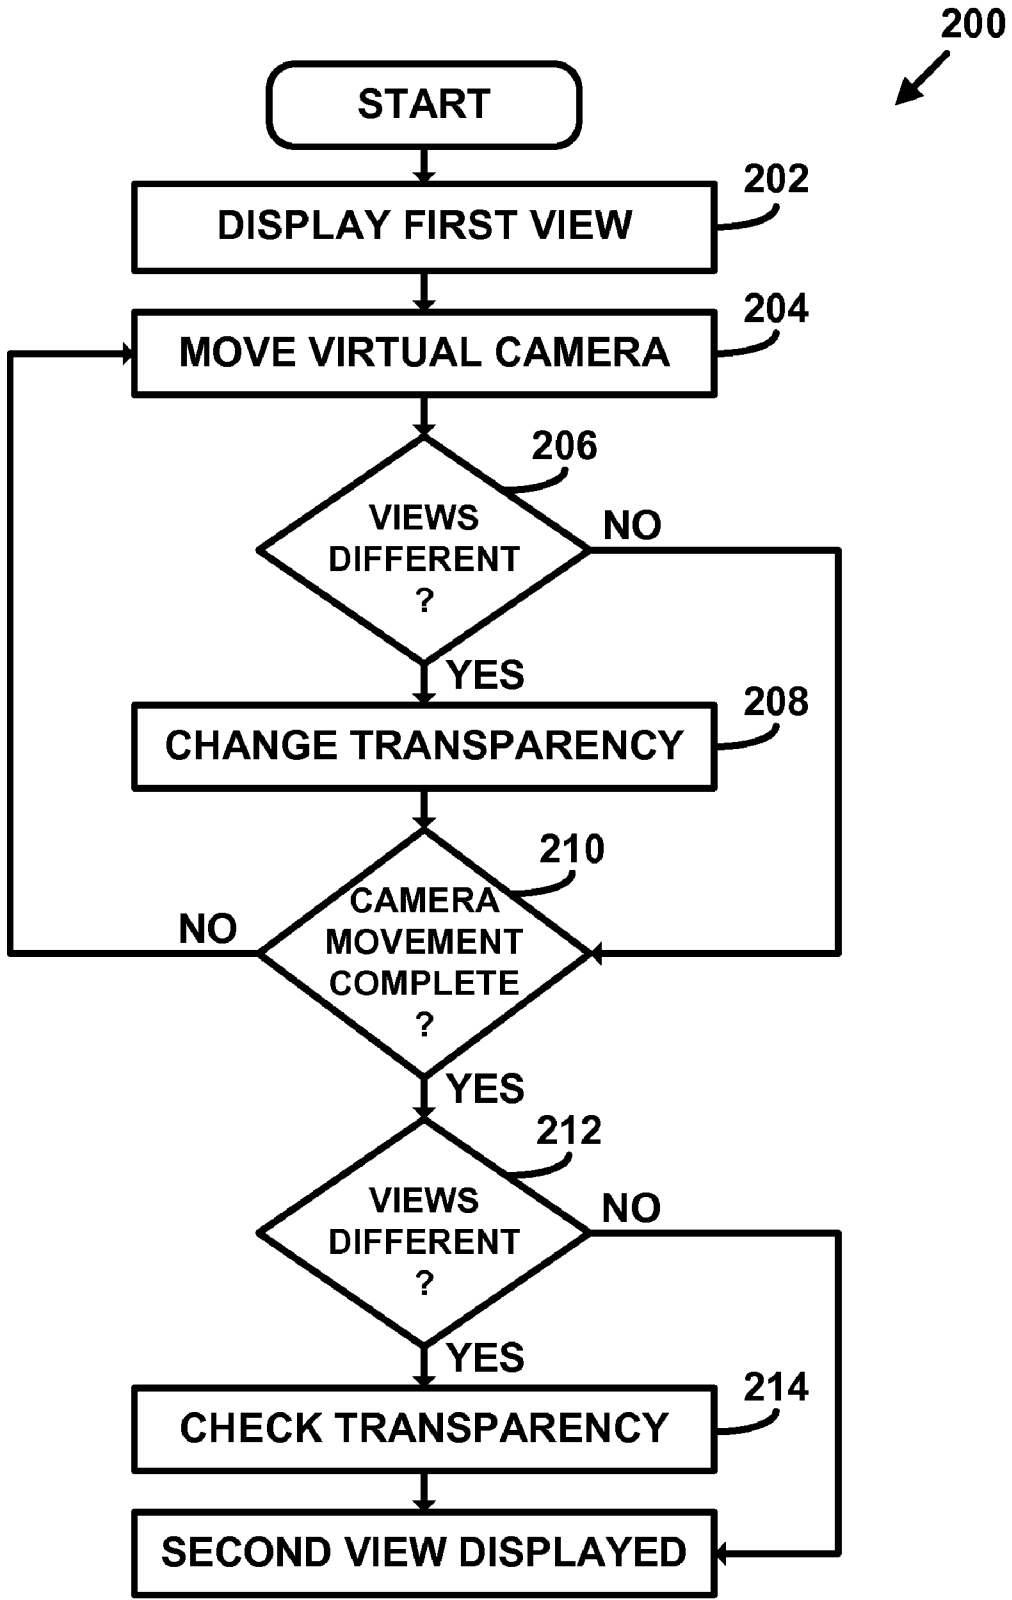 200
START
202
DISPLAY FIRST VIEW
204
MOVE VIRTUAL CAMERA
206
VIEWS
DIFFERENT
?
NO
YES
208
CHANGE TRANSPARENCY
210
CAMERA
MOVEMENT
COMPLETE
?
NO
YES
212
VIEWS
DIFFERENT
?
NO
YES
214
CHECK TRANSPARENCY
SECOND VIEW DISPLAYED